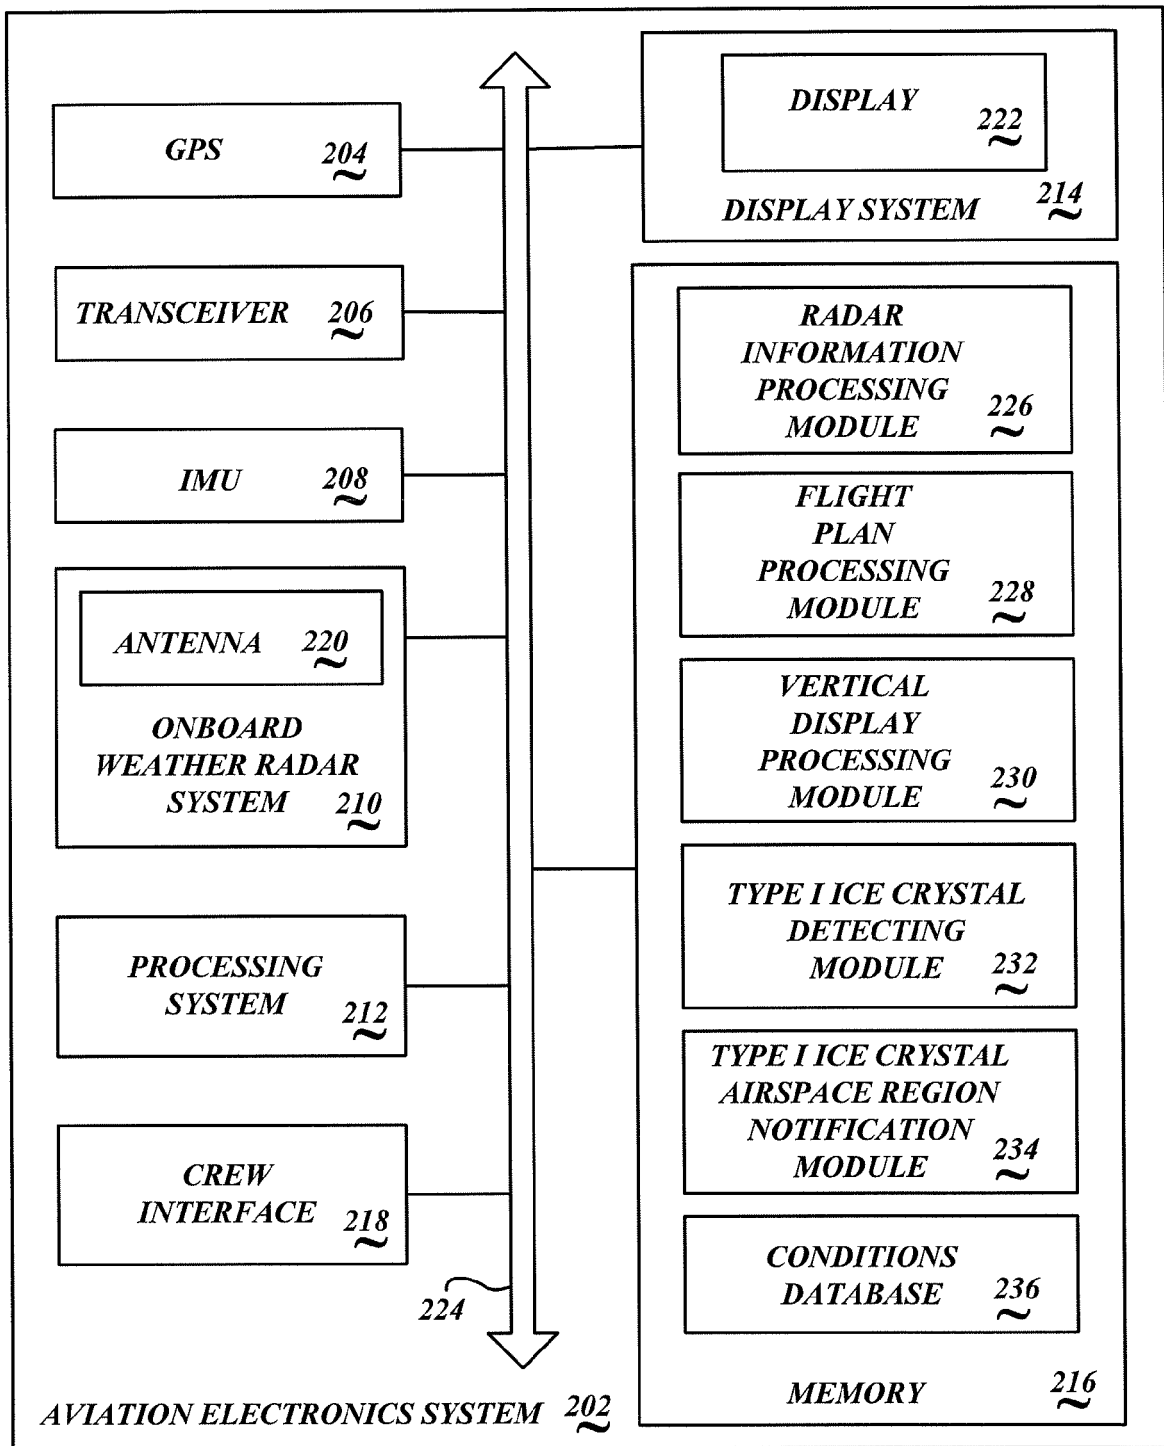 GPS 204
TRANSCEIVER 206
IMU 208
ANTENNA 220
ONBOARD
WEATHER RADAR
SYSTEM 210
PROCESSING
SYSTEM 212
CREW
INTERFACE 218
224
AVIATION ELECTRONICS SYSTEM 202
DISPLAY 222
DISPLAY SYSTEM 214
RADAR
INFORMATION
PROCESSING
MODULE 226
FLIGHT
PLAN
PROCESSING
MODULE 228
VERTICAL
DISPLAY
PROCESSING
MODULE 230
TYPE I ICE CRYSTAL
DETECTING
MODULE 232
TYPE I ICE CRYSTAL
AIRSPACE REGION
NOTIFICATION
MODULE 234
CONDITIONS
DATABASE 236
MEMORY 216